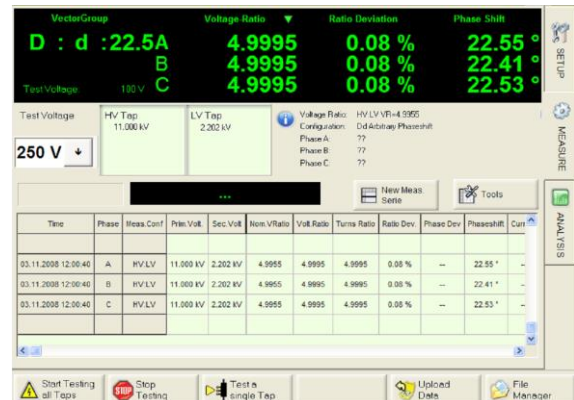 VectorGroup Voltage Ratio ▼ Ratio Deviation Phase Shift
D : d :22.5 A 4.9995 0.08 % 22.55 °
B 4.9995 0.08 % 22.41 °
Test Voltage: 100 V C 4.9995 0.08 % 22.53 °
SETUP
MEASURE
ANALYSIS
Test Voltage
250 V
HV Tap
11.000 kV
LV Tap
2.202 kV
Voltage Ratio: HV:LV VR=4.9955
Configuration: Dd Arbitrary Phaseshift
Phase A: ??
Phase B: ??
Phase C: ??
...
New Meas. Serie
Tools
Time Phase Meas.Conf Prim.Volt. Sec.Volt Nom.VRatio Volt.Ratio Turns Ratio Ratio Dev. Phase Dev Phaseshift Curr
03.11.2008 12:00:40 A HV:LV 11.000 kV 2.202 kV 4.9955 4.9995 4.9995 0.08 % -- 22.55 °
03.11.2008 12:00:40 B HV:LV 11.000 kV 2.202 kV 4.9955 4.9995 4.9995 0.08 % -- 22.41 °
03.11.2008 12:00:40 C HV:LV 11.000 kV 2.202 kV 4.9955 4.9995 4.9995 0.08 % -- 22.53 °
Start Testing all Taps
STOP
Stop Testing
Test a single Tap
Upload Data
File Manager